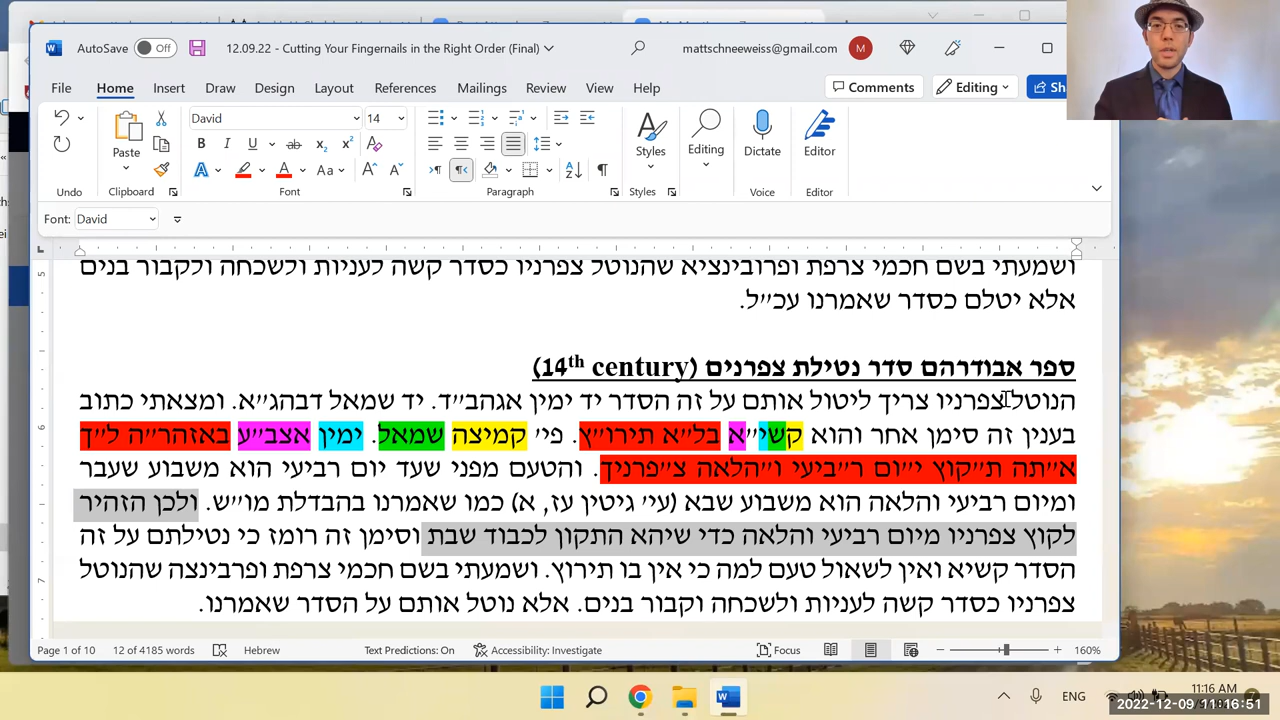 AutoSave Off 12.09.22 - Cutting Your Fingernails in the Right Order (Final) mattschneeweiss@gmail.com M
File Home Insert Draw Design Layout References Mailings Review View Help Comments Editing Sh
David 14
B I U ab x₂ x²
A A Aa A A
Paste Styles Editing Dictate Editor
Undo Clipboard Font Paragraph Styles Voice Editor
Font: David
ושמעתי בשם חכמי צרפת ופרובינציא שהנוטל צפרניו כסדר קשה לעניות ולשכחה ולקבור בנים
אלא יטלם כסדר שאמרנו עכ״ל.
ספר אבודרהם סדר נטילת צפרנים (14th century)
הנוטל צפרניו צריך ליטול אותם על זה הסדר יד ימין אגהב״ד. יד שמאל דבהג״א. ומצאתי כתוב
בענין זה סימן אחר והוא קשי״א בל״א תירו״ץ. פי׳ קמיצה שמאל. ימין אצב״ע באזהר״ה ל״ך
א״תה ת״קוץ י״ום ר״ביעי ו״הלאה צ״פרניך. והטעם מפני שעד יום רביעי הוא משבוע שעבר
ומיום רביעי והלאה הוא משבוע שבא (עי׳ גיטין עז, א) כמו שאמרנו בהבדלת מו״ש. ולכן הזהיר
לקוץ צפרניו מיום רביעי והלאה כדי שיהא התקון לכבוד שבת וסימן זה רומז כי נטילתם על זה
הסדר קשיא ואין לשאול טעם למה כי אין בו תירוץ. ושמעתי בשם חכמי צרפת ופרבינצה שהנוטל
צפרניו כסדר קשה לעניות ולשכחה וקבור בנים. אלא נוטל אותם על הסדר שאמרנו.
Page 1 of 10 12 of 4185 words Hebrew Text Predictions: On Accessibility: Investigate Focus 160%
ENG 11:16 AM
2022-12-09 11:16:51